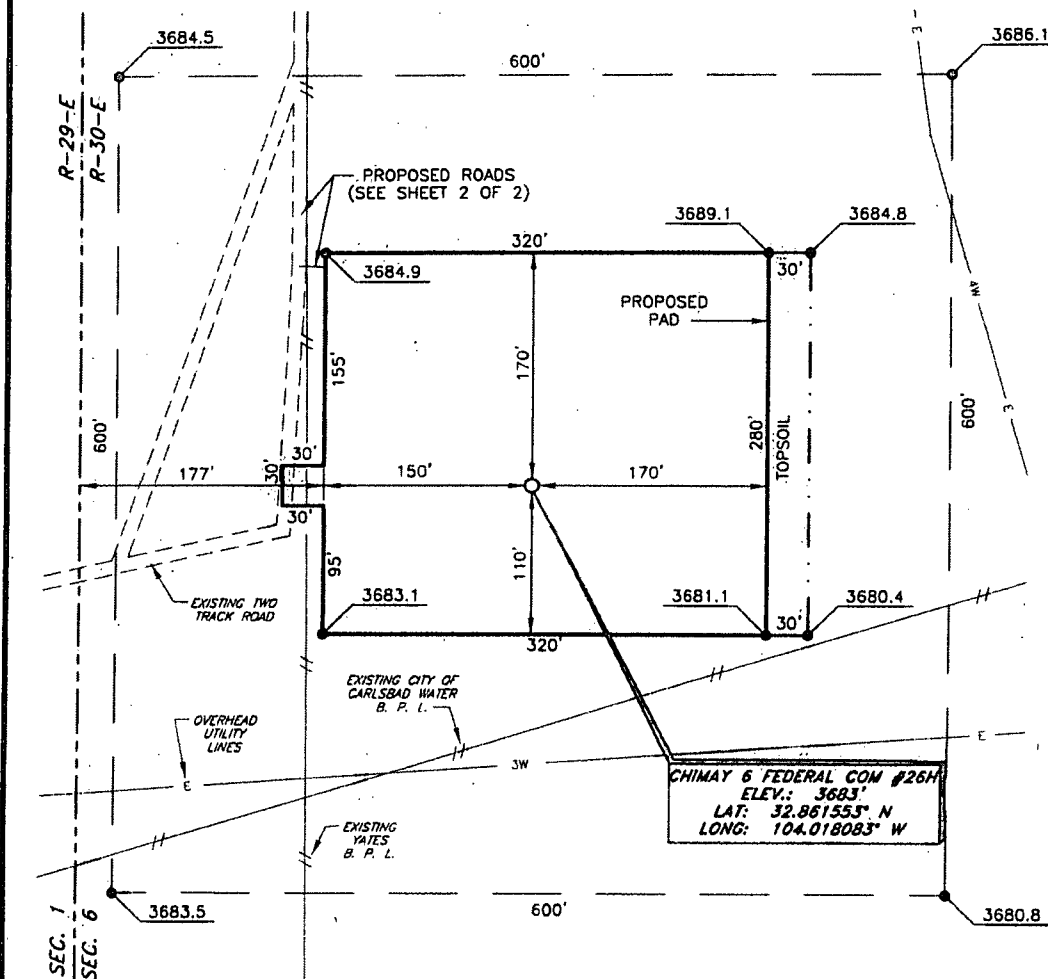 3684.5
3686.1
600'
R-29-E
R-30-E
PROPOSED ROADS
(SEE SHEET 2 OF 2)
3689.1
3684.8
320'
30'
3684.9
PROPOSED
PAD
170'
155'
4W
600'
600'
280'
TOPSOIL
30'
30'
177'
150'
170'
30'
95'
110'
EXISTING TWO
TRACK ROAD
3683.1
3681.1
3680.4
320'
30'
EXISTING CITY OF
CARLSBAD WATER
B. P. L.
OVERHEAD
UTILITY
LINES
E
3W
E
CHIMAY 6 FEDERAL COM #26H
ELEV.: 3683'
LAT: 32.861553° N
LONG: 104.018083° W
EXISTING
YATES
B. P. L.
3683.5
600'
3680.8
SEC. 1
SEC. 6